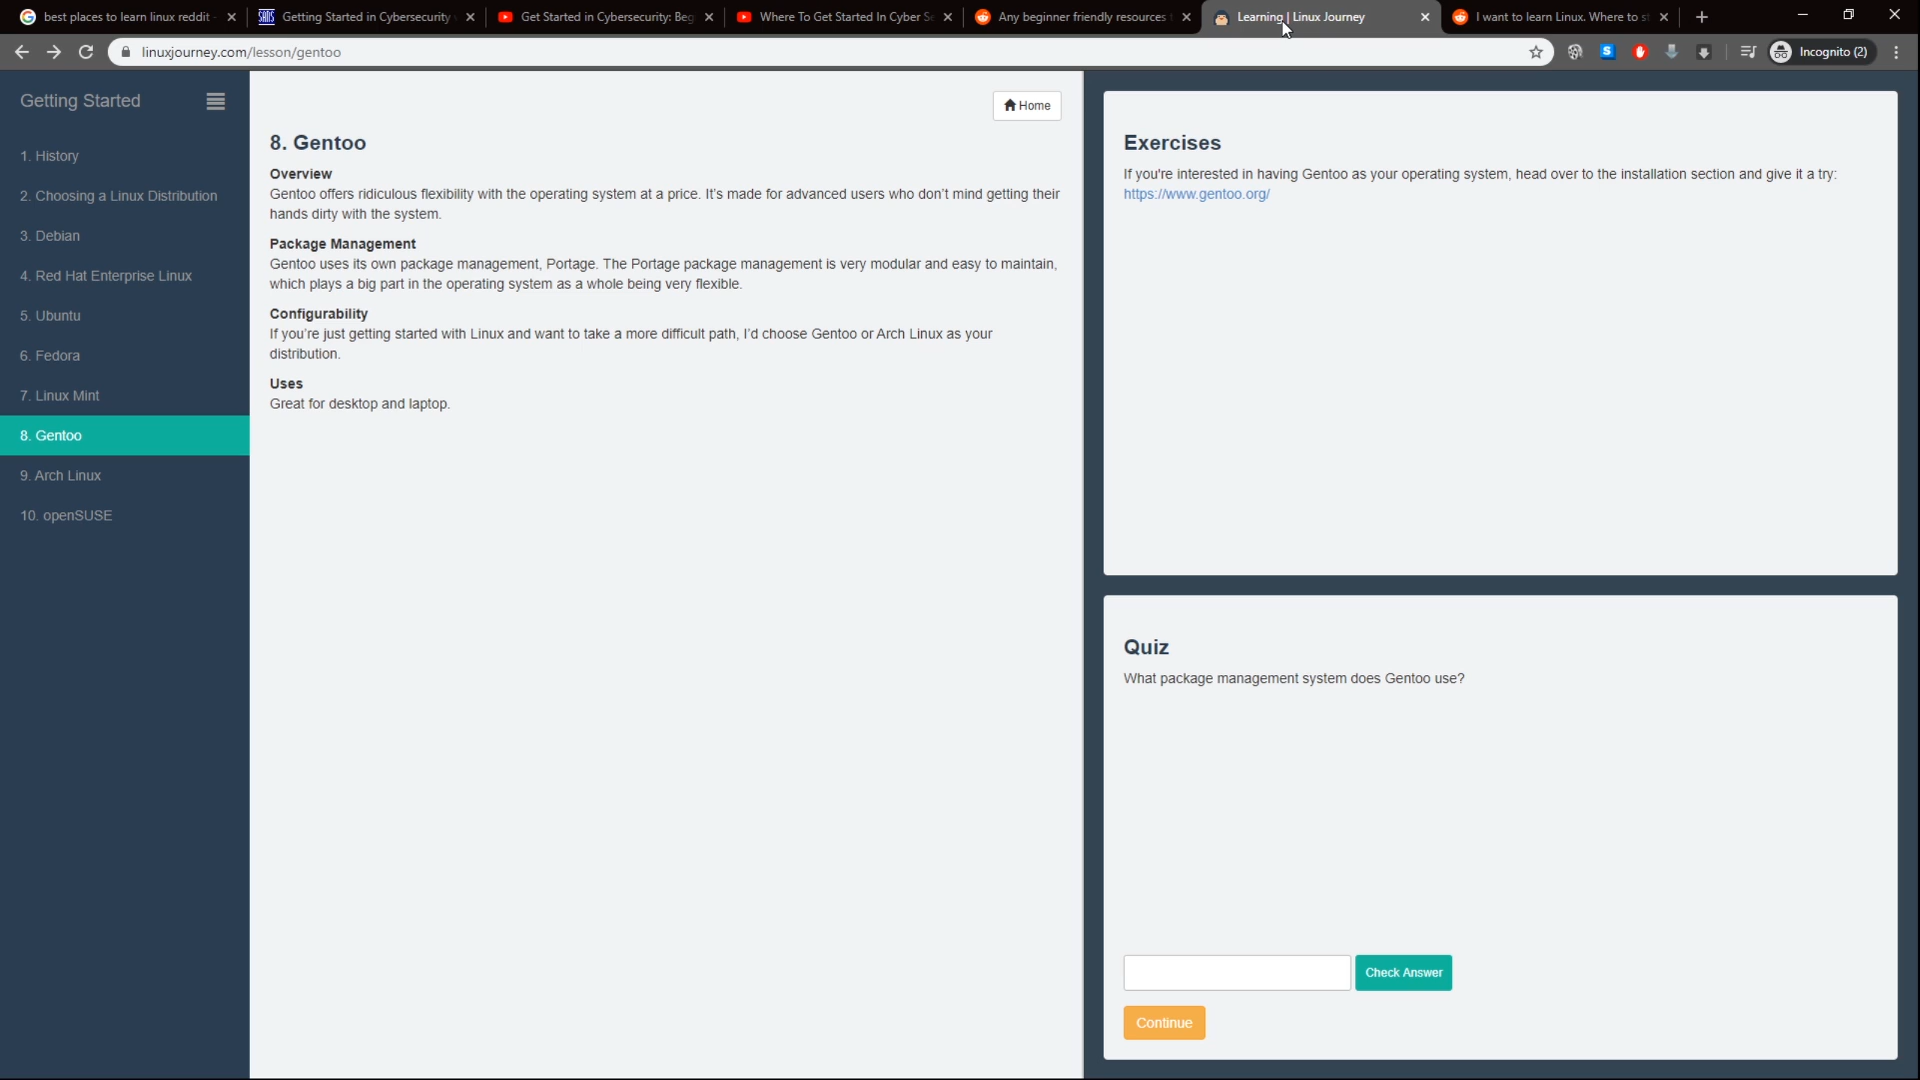 best places to learn linux reddit
Getting Started in Cybersecurity
Get Started in Cybersecurity: Beg
Where To Get Started In Cyber Se
Any beginner friendly resources
Learning | Linux Journey
I want to learn Linux. Where to st
linuxjourney.com/lesson/gentoo
Incognito (2)
Getting Started
1. History
2. Choosing a Linux Distribution
3. Debian
4. Red Hat Enterprise Linux
5. Ubuntu
6. Fedora
7. Linux Mint
8. Gentoo
9. Arch Linux
10. openSUSE
Home
8. Gentoo
Overview
Gentoo offers ridiculous flexibility with the operating system at a price. It's made for advanced users who don't mind getting their
hands dirty with the system.
Package Management
Gentoo uses its own package management, Portage. The Portage package management is very modular and easy to maintain,
which plays a big part in the operating system as a whole being very flexible.
Configurability
If you're just getting started with Linux and want to take a more difficult path, I'd choose Gentoo or Arch Linux as your
distribution.
Uses
Great for desktop and laptop.
Exercises
If you're interested in having Gentoo as your operating system, head over to the installation section and give it a try:
https://www.gentoo.org/
Quiz
What package management system does Gentoo use?
Check Answer
Continue